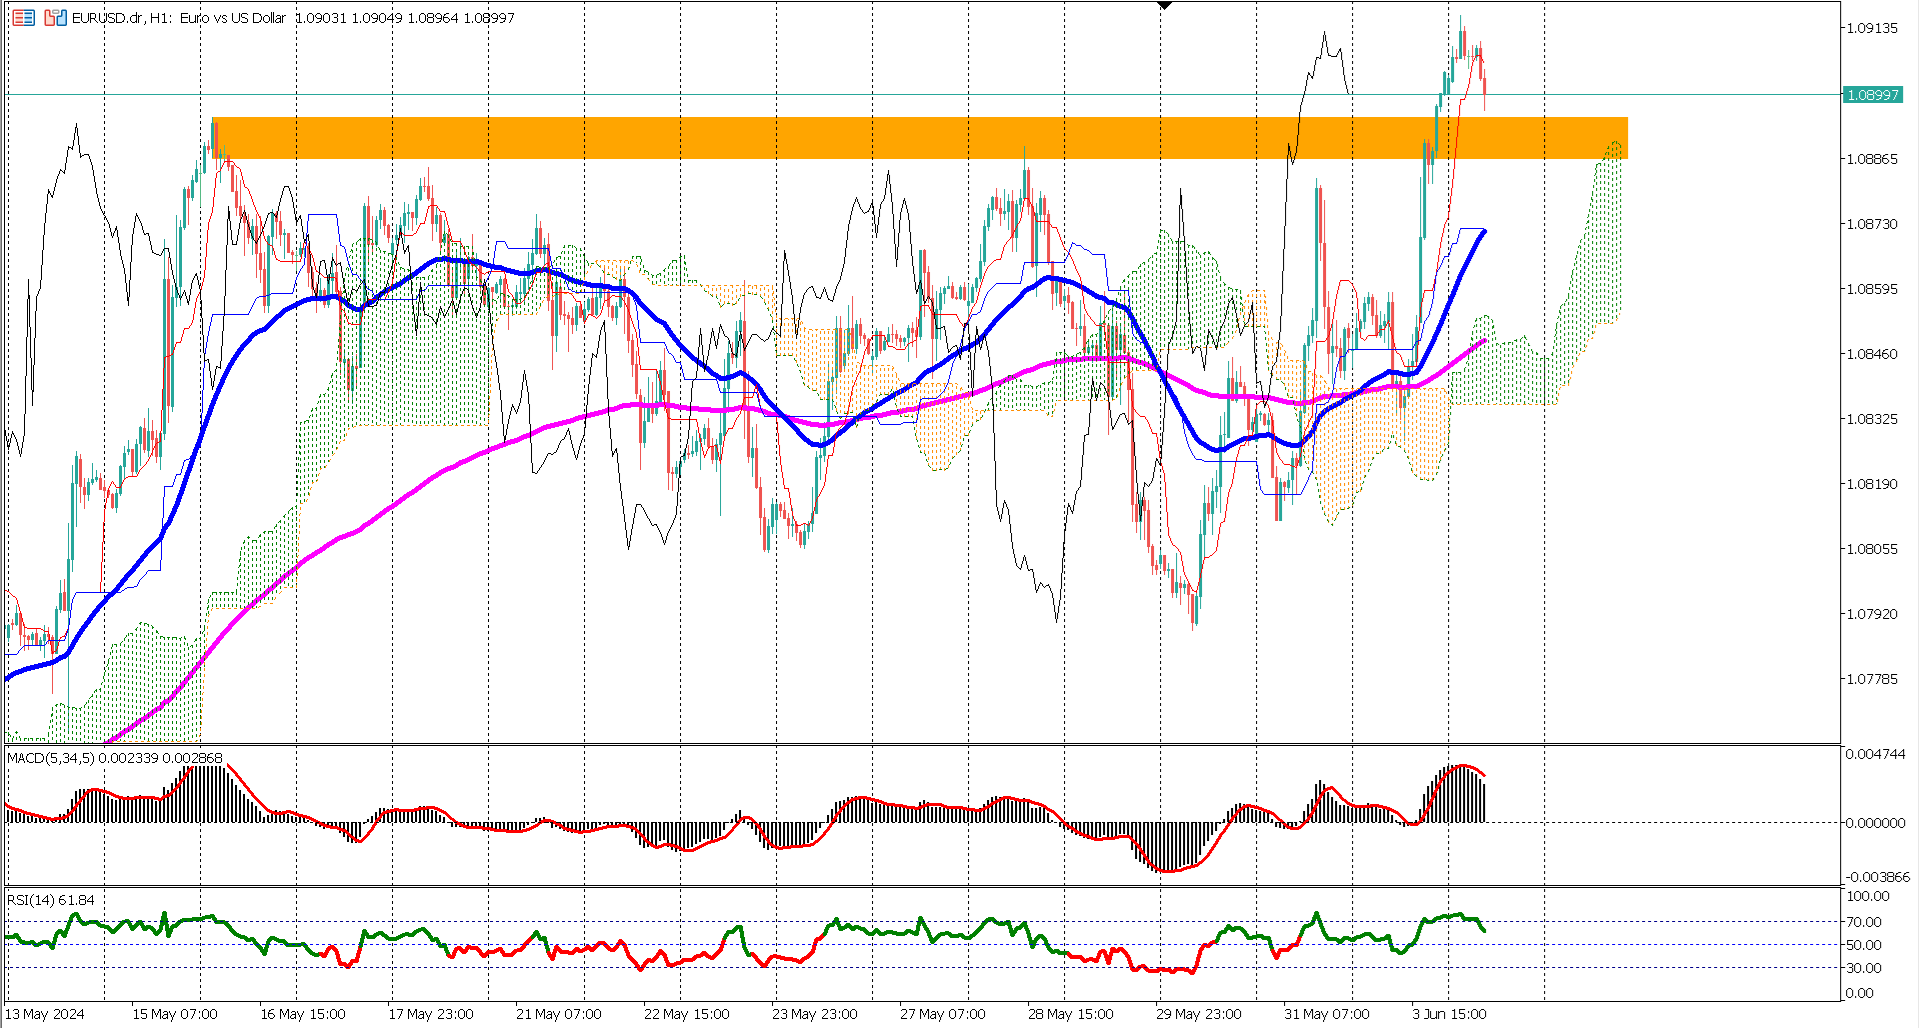 EURUSD.dr, H1: Euro vs US Dollar 1.09031 1.09049 1.08964 1.08997
1.09135
1.08997
1.08865
1.08730
1.08595
1.08460
1.08325
1.08190
1.08055
1.07920
1.07785
MACD(5,34,5) 0.002339 0.002868
0.004744
0.000000
-0.003866
RSI(14) 61.84
100.00
70.00
50.00
30.00
0.00
13 May 2024
15 May 07:00
16 May 15:00
17 May 23:00
21 May 07:00
22 May 15:00
23 May 23:00
27 May 07:00
28 May 15:00
29 May 23:00
31 May 07:00
3 Jun 15:00